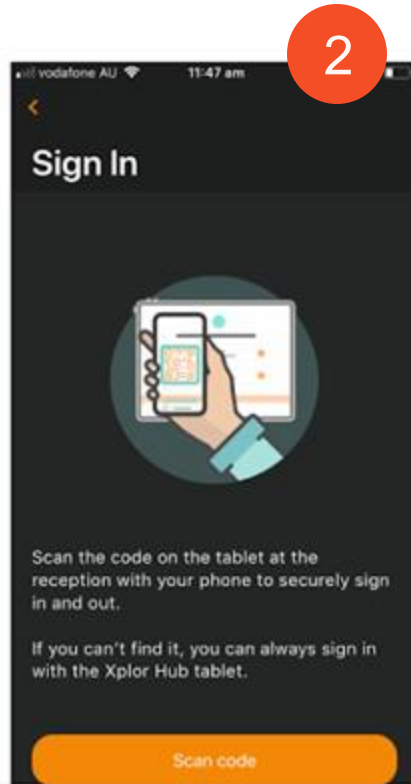 2
vodafone AU
11:47 am
Sign In
Scan the code on the tablet at the
reception with your phone to securely sign
in and out.
If you can't find it, you can always sign in
with the Xplor Hub tablet.
Scan code